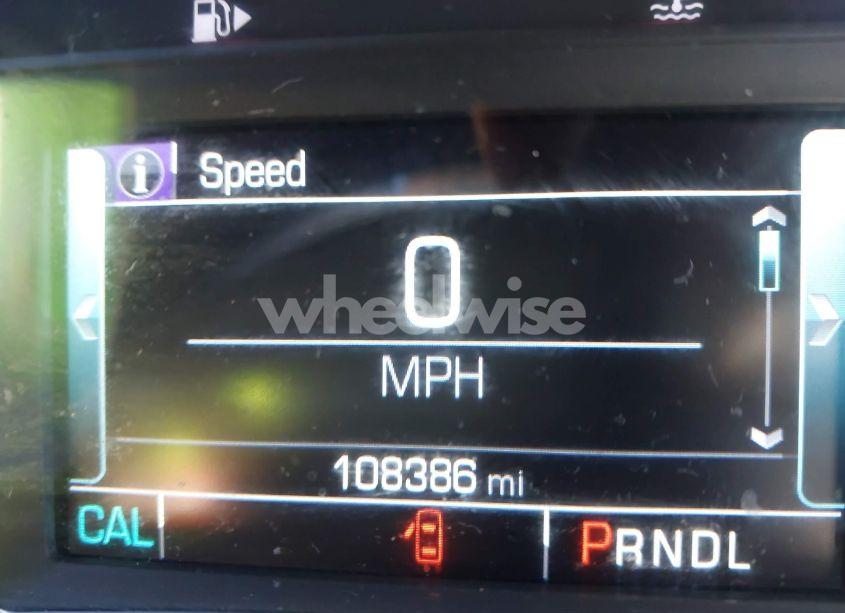 Speed
0
wheelwise
MPH
108386 mi
CAL
PRNDL